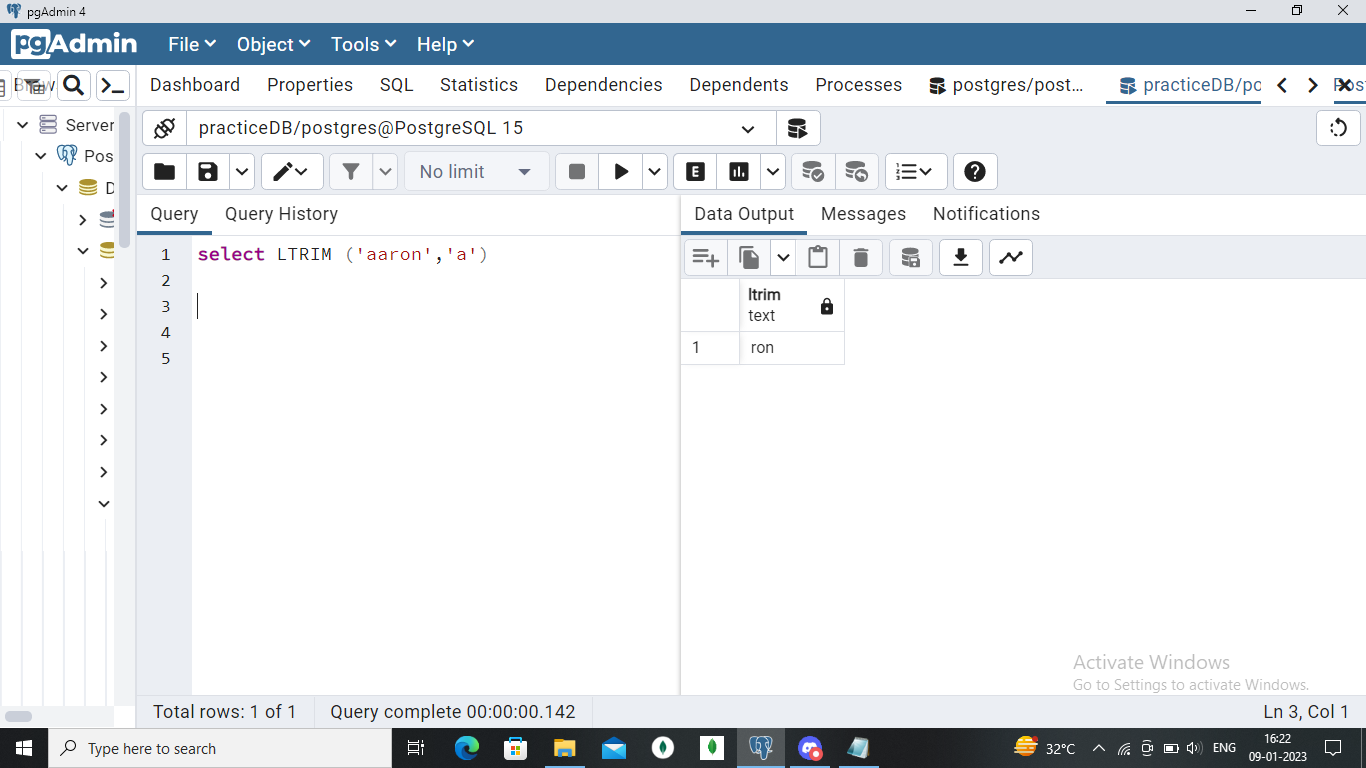 pgAdmin 4
pgAdmin File Object Tools Help
Dashboard Properties SQL Statistics Dependencies Dependents Processes postgres/post... practiceDB/po
Server
Pos
D
practiceDB/postgres@PostgreSQL 15
No limit
E
Query Query History
1 select LTRIM ('aaron','a')
2
3
4
5
Data Output Messages Notifications
ltrim
text
1 ron
Activate Windows
Go to Settings to activate Windows.
Total rows: 1 of 1 Query complete 00:00:00.142 Ln 3, Col 1
Type here to search
32°C ENG
16:22
09-01-2023